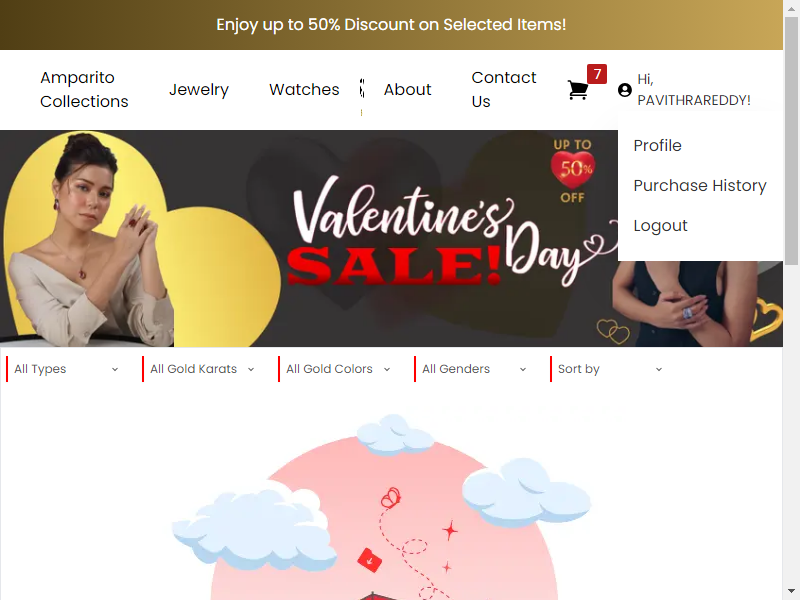 Enjoy up to 50% Discount on Selected Items!
Amparito
Collections
Jewelry
Watches
About
Contact
Us
7
Hi,
PAVITHRAREDDY!
Profile
Purchase History
Logout
UP TO
50%
OFF
Valentine's
Day
SALE!
All Types
All Gold Karats
All Gold Colors
All Genders
Sort by